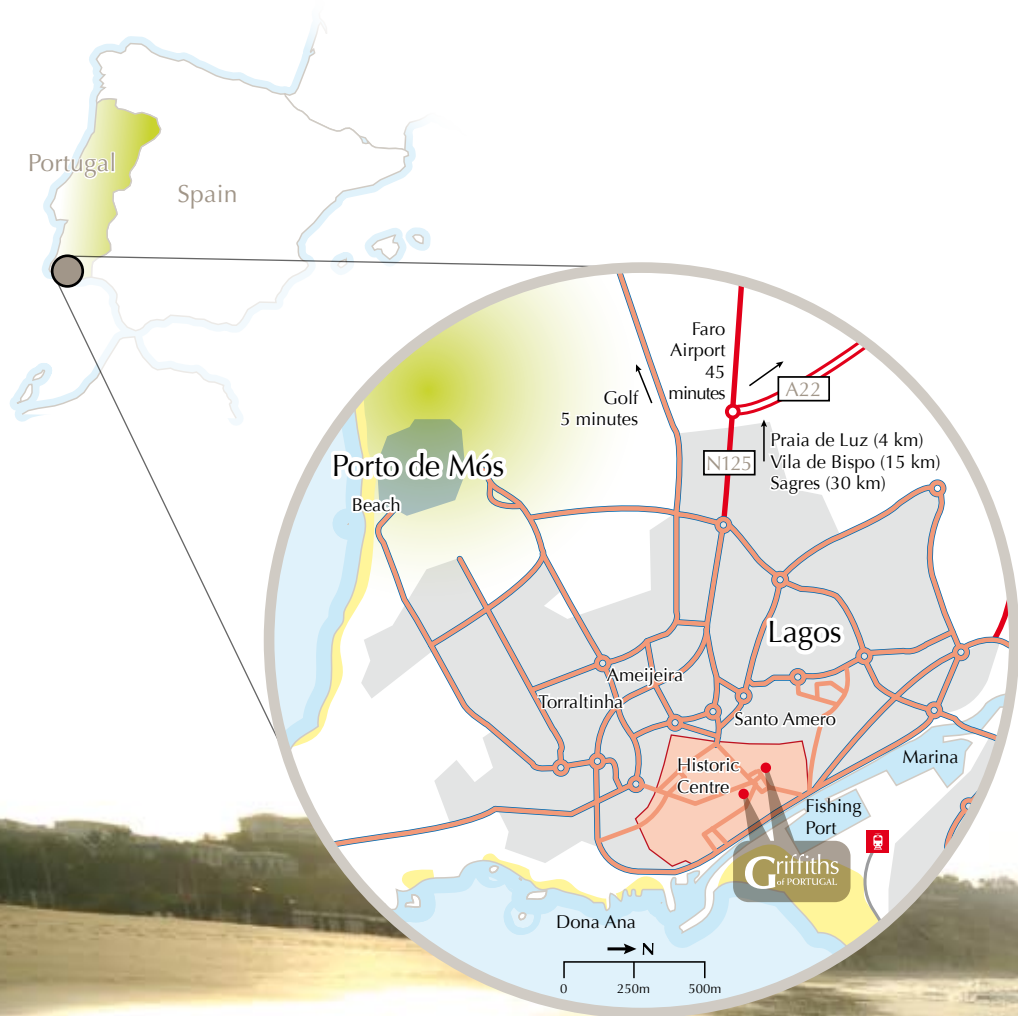 Portugal
Spain
Faro
Airport
45
minutes
A22
Golf
5 minutes
N125
Praia de Luz (4 km)
Vila de Bispo (15 km)
Sagres (30 km)
Porto de Mós
Beach
Lagos
Ameijeira
Torraltinha
Santo Amero
Historic
Centre
Marina
Fishing
Port
Griffiths
of PORTUGAL
Dona Ana
N
0 250m 500m